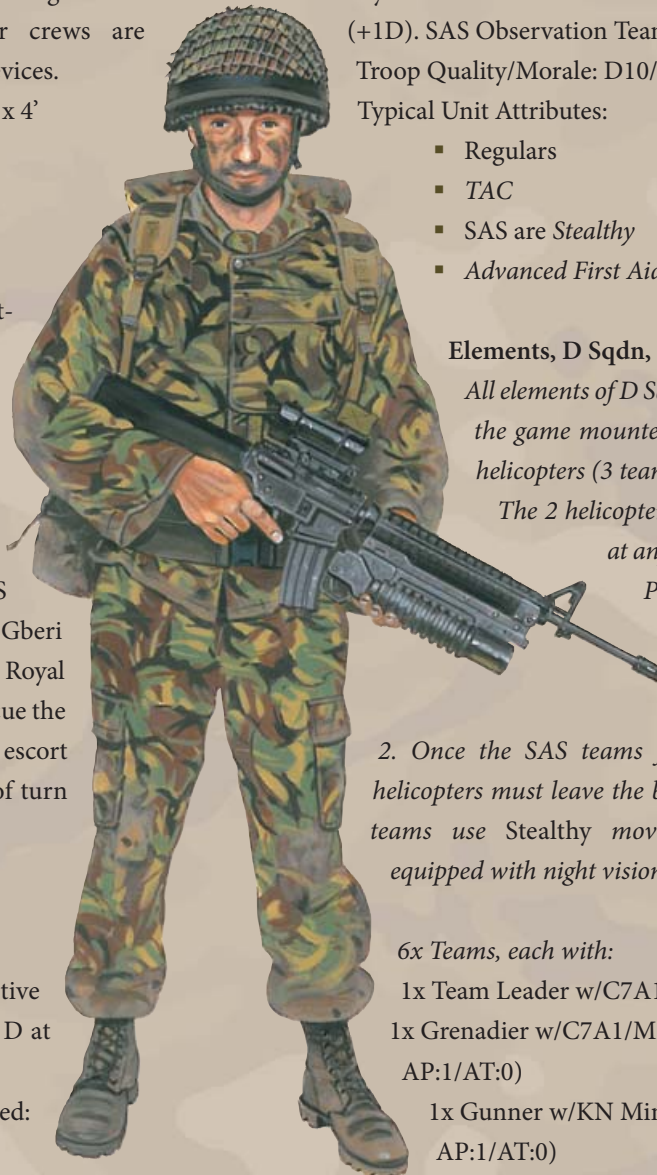 r crews are
vices.
x 4’
t-
S
Gberi
Royal
ue the
escort
of turn
tive
D at
ed:
(+1D). SAS Observation Team
Troop Quality/Morale: D10/
Typical Unit Attributes:
▪ Regulars
▪ TAC
▪ SAS are Stealthy
▪ Advanced First Aid
Elements, D Sqdn,
All elements of D S
the game mounte
helicopters (3 tear
The 2 helicopte
at an
P
2. Once the SAS teams
helicopters must leave the b
teams use Stealthy mov
equipped with night vision
6x Teams, each with:
1x Team Leader w/C7A1
1x Grenadier w/C7A1/M
AP:1/AT:0)
1x Gunner w/KN Min
AP:1/AT:0)